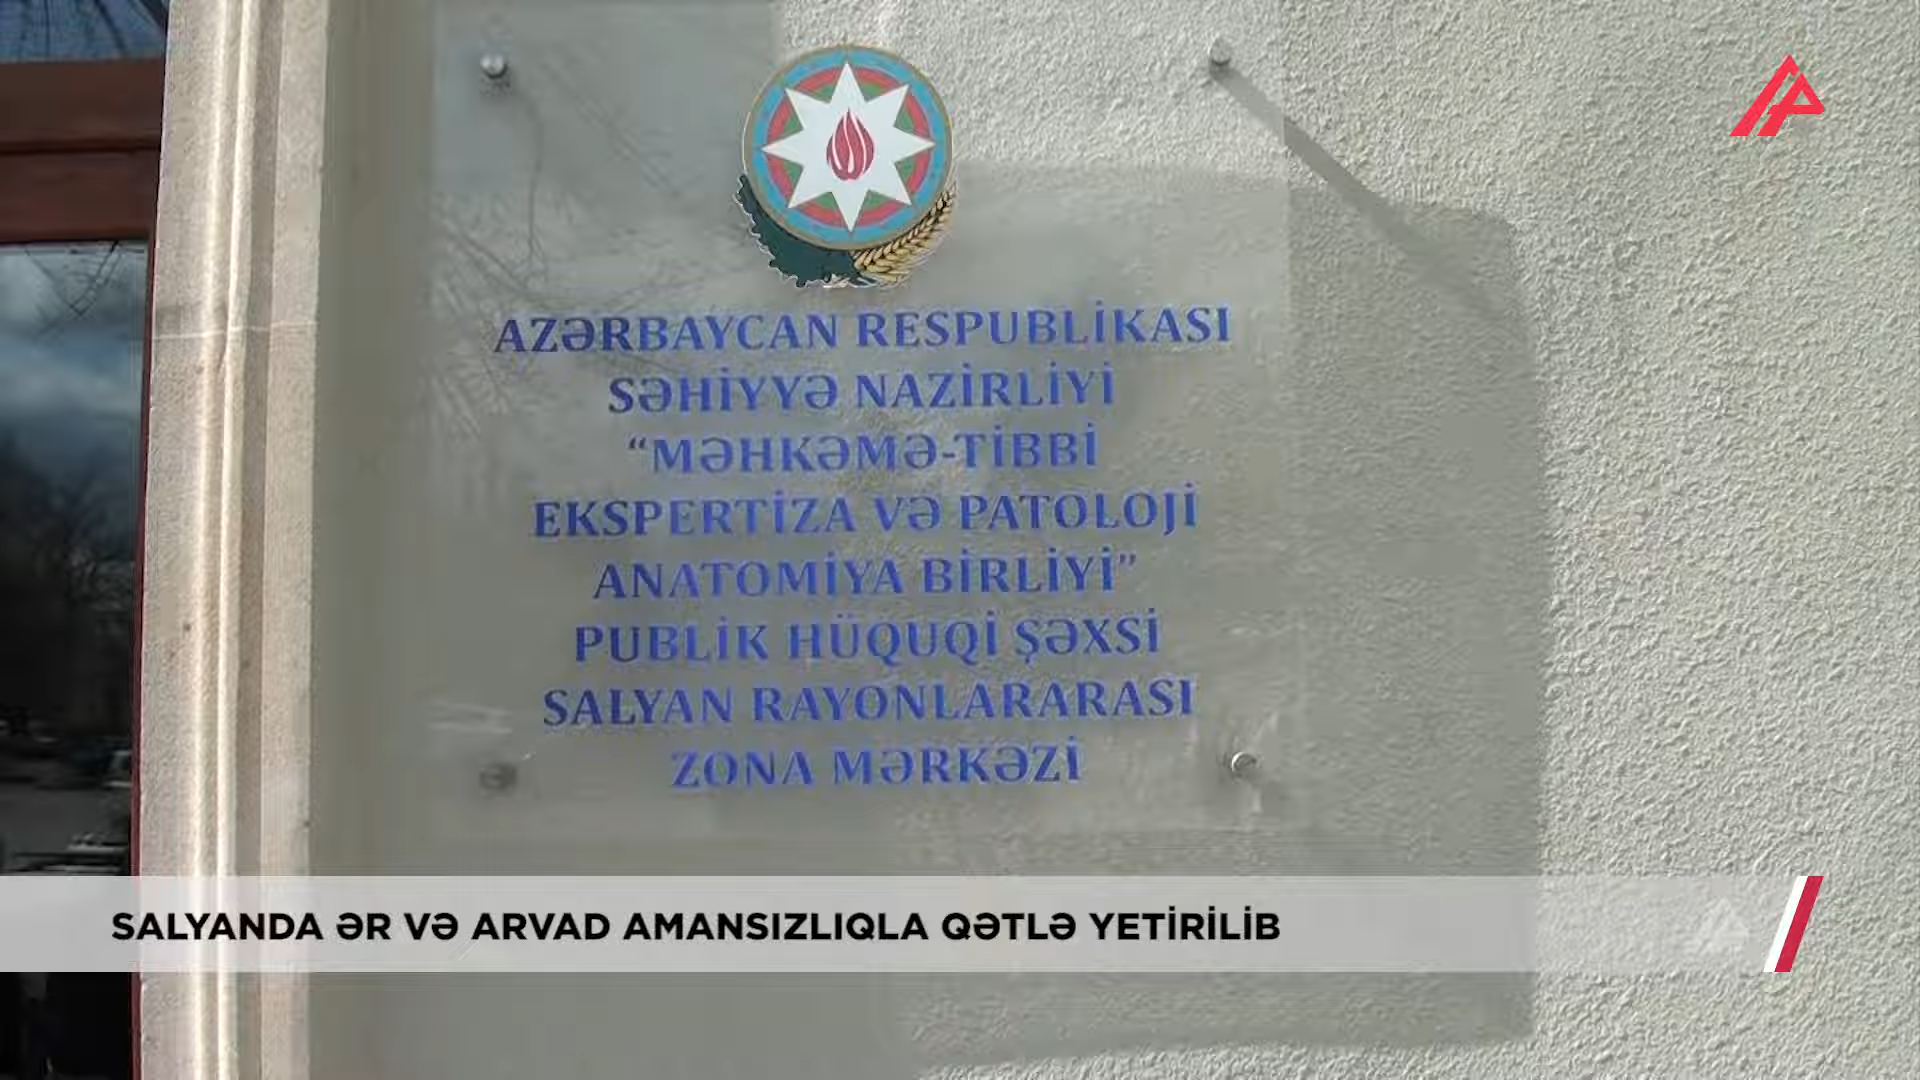 AZƏRBAYCAN RESPUBLİKASI
SƏHİYYƏ NAZİRLİYİ
“MƏHKƏMƏ-TİBBİ
EKSPERTİZA VƏ PATOLOJİ
ANATOMİYA BİRLİYİ”
PUBLİK HÜQUQİ ŞƏXSİ
SALYAN RAYONLARARASI
ZONA MƏRKƏZİ
SALYANDA ƏR VƏ ARVAD AMANSIZLIQLA QƏTLƏ YETİRİLİB